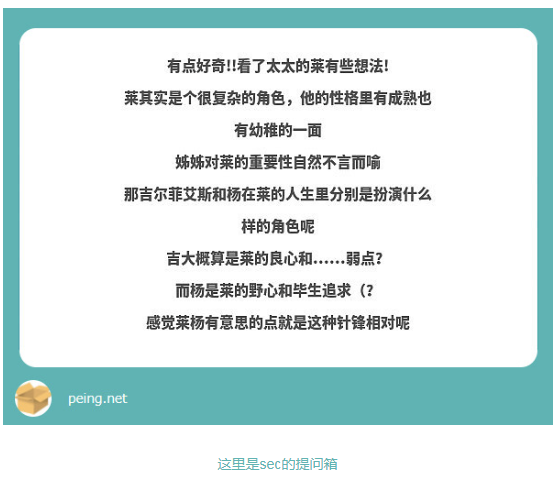 有点好奇!!看了太太的莱有些想法!
莱其实是个很复杂的角色，他的性格里有成熟也
有幼稚的一面
姊姊对莱的重要性自然不言而喻
那吉尔菲艾斯和杨在莱的人生里分别是扮演什么
样的角色呢
吉大概算是莱的良心和……弱点?
而杨是莱的野心和毕生追求（?
感觉莱杨有意思的点就是这种针锋相对呢
peing.net
这里是sec的提问箱